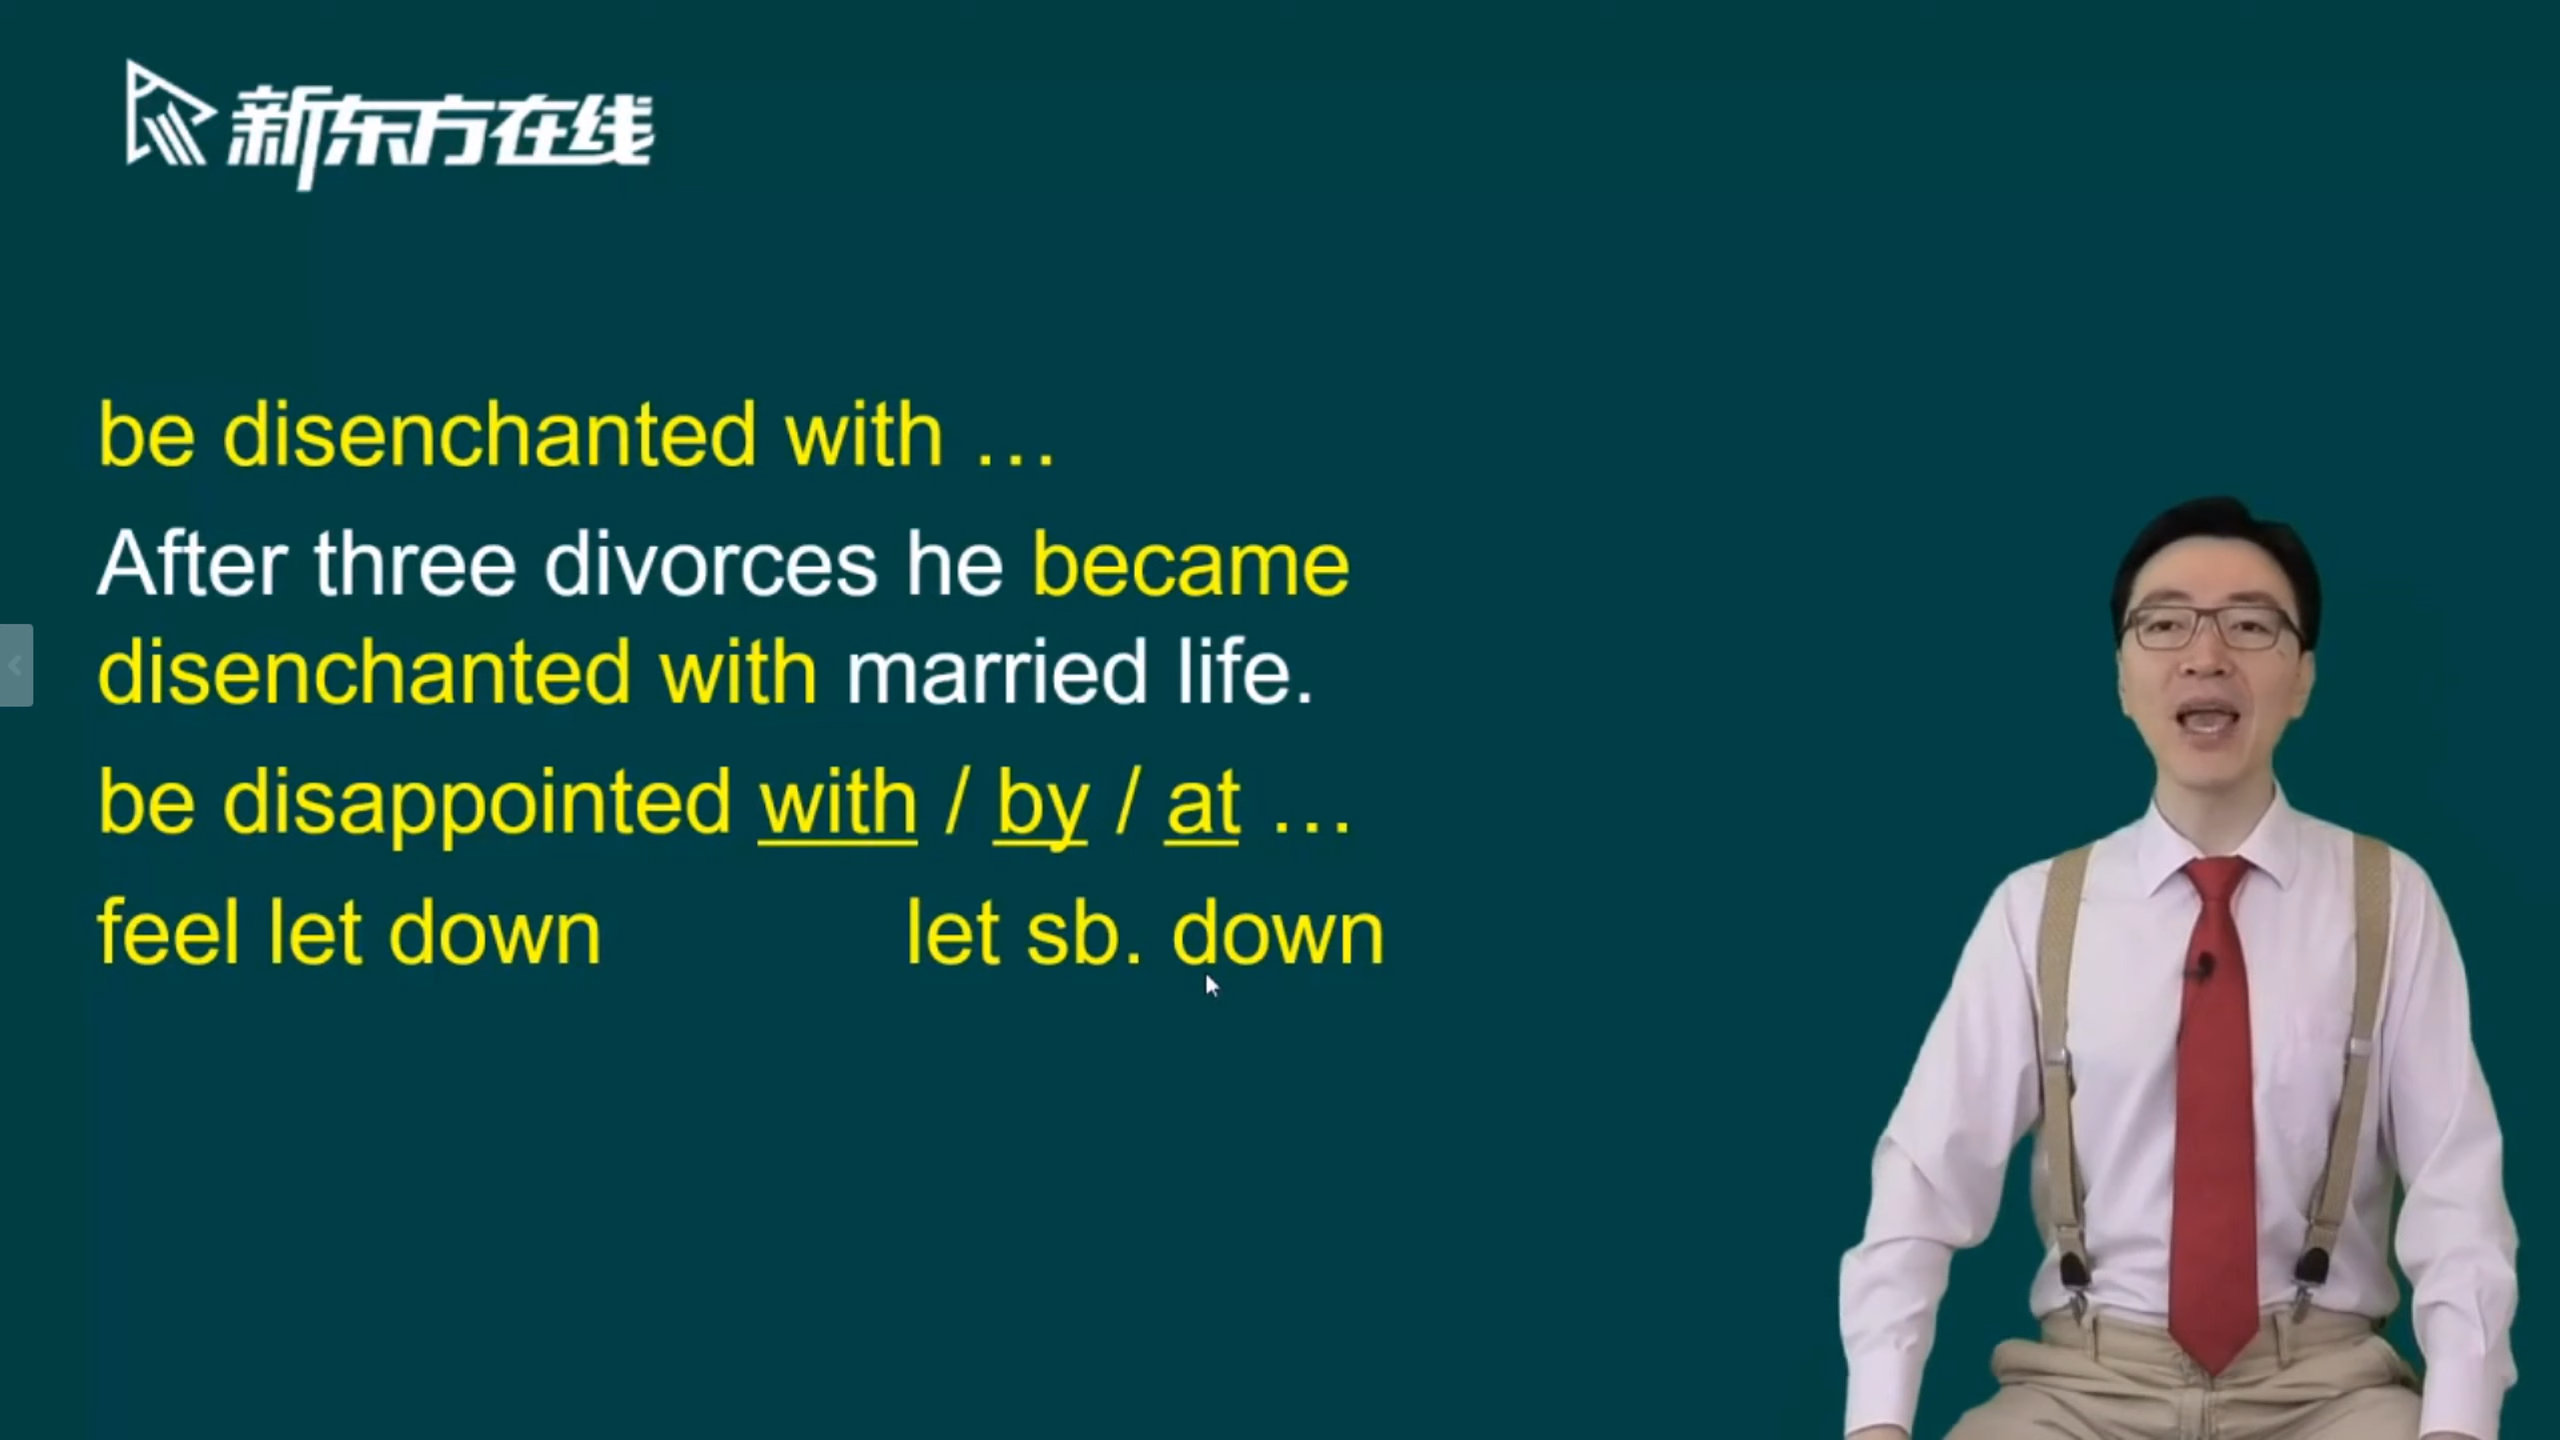 新东方在线
be disenchanted with …
After three divorces he became
disenchanted with married life.
be disappointed with / by / at …
feel let down let sb. down